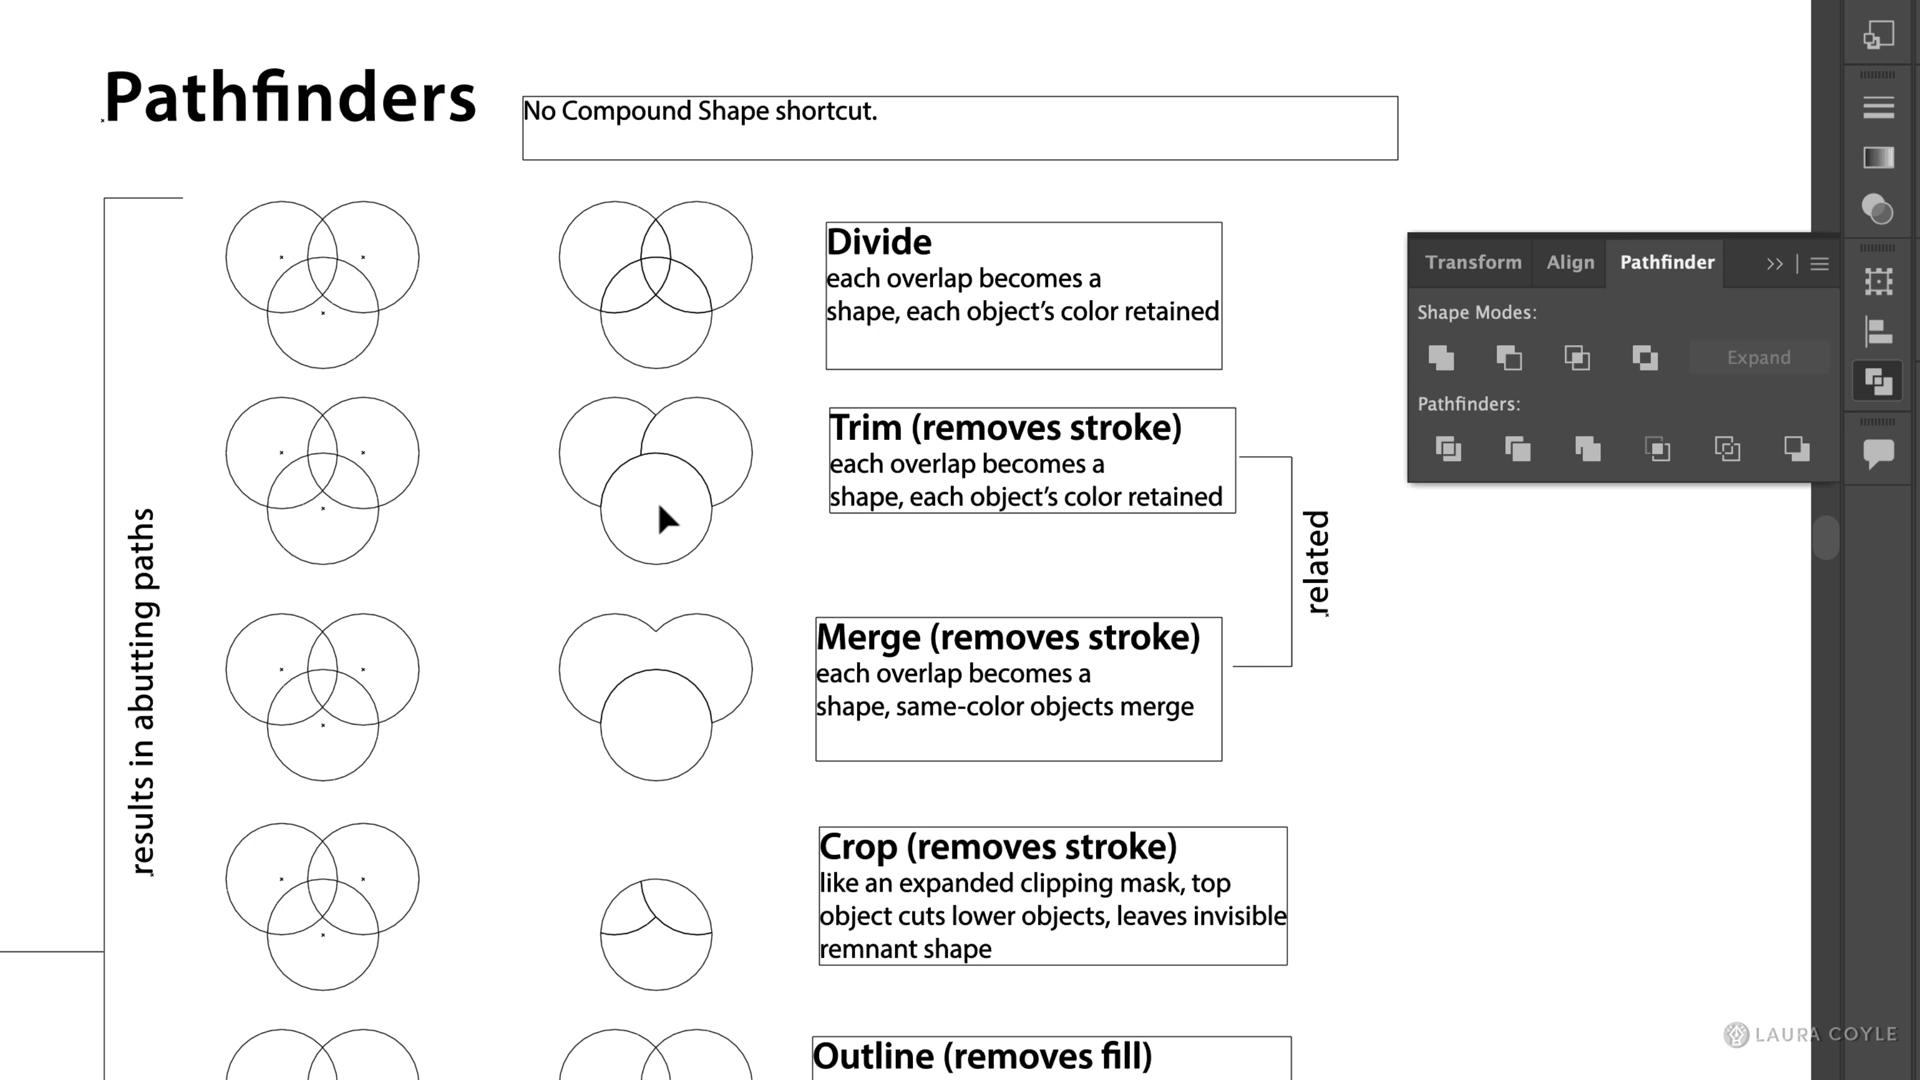 Pathfinders
No Compound Shape shortcut.
Divide
each overlap becomes a
shape, each object’s color retained
Trim (removes stroke)
each overlap becomes a
shape, each object’s color retained
Merge (removes stroke)
each overlap becomes a
shape, same-color objects merge
Crop (removes stroke)
like an expanded clipping mask, top
object cuts lower objects, leaves invisible
remnant shape
Outline (removes fill)
results in abutting paths
related
Transform Align Pathfinder
Shape Modes:
Expand
Pathfinders:
LAURA COYLE